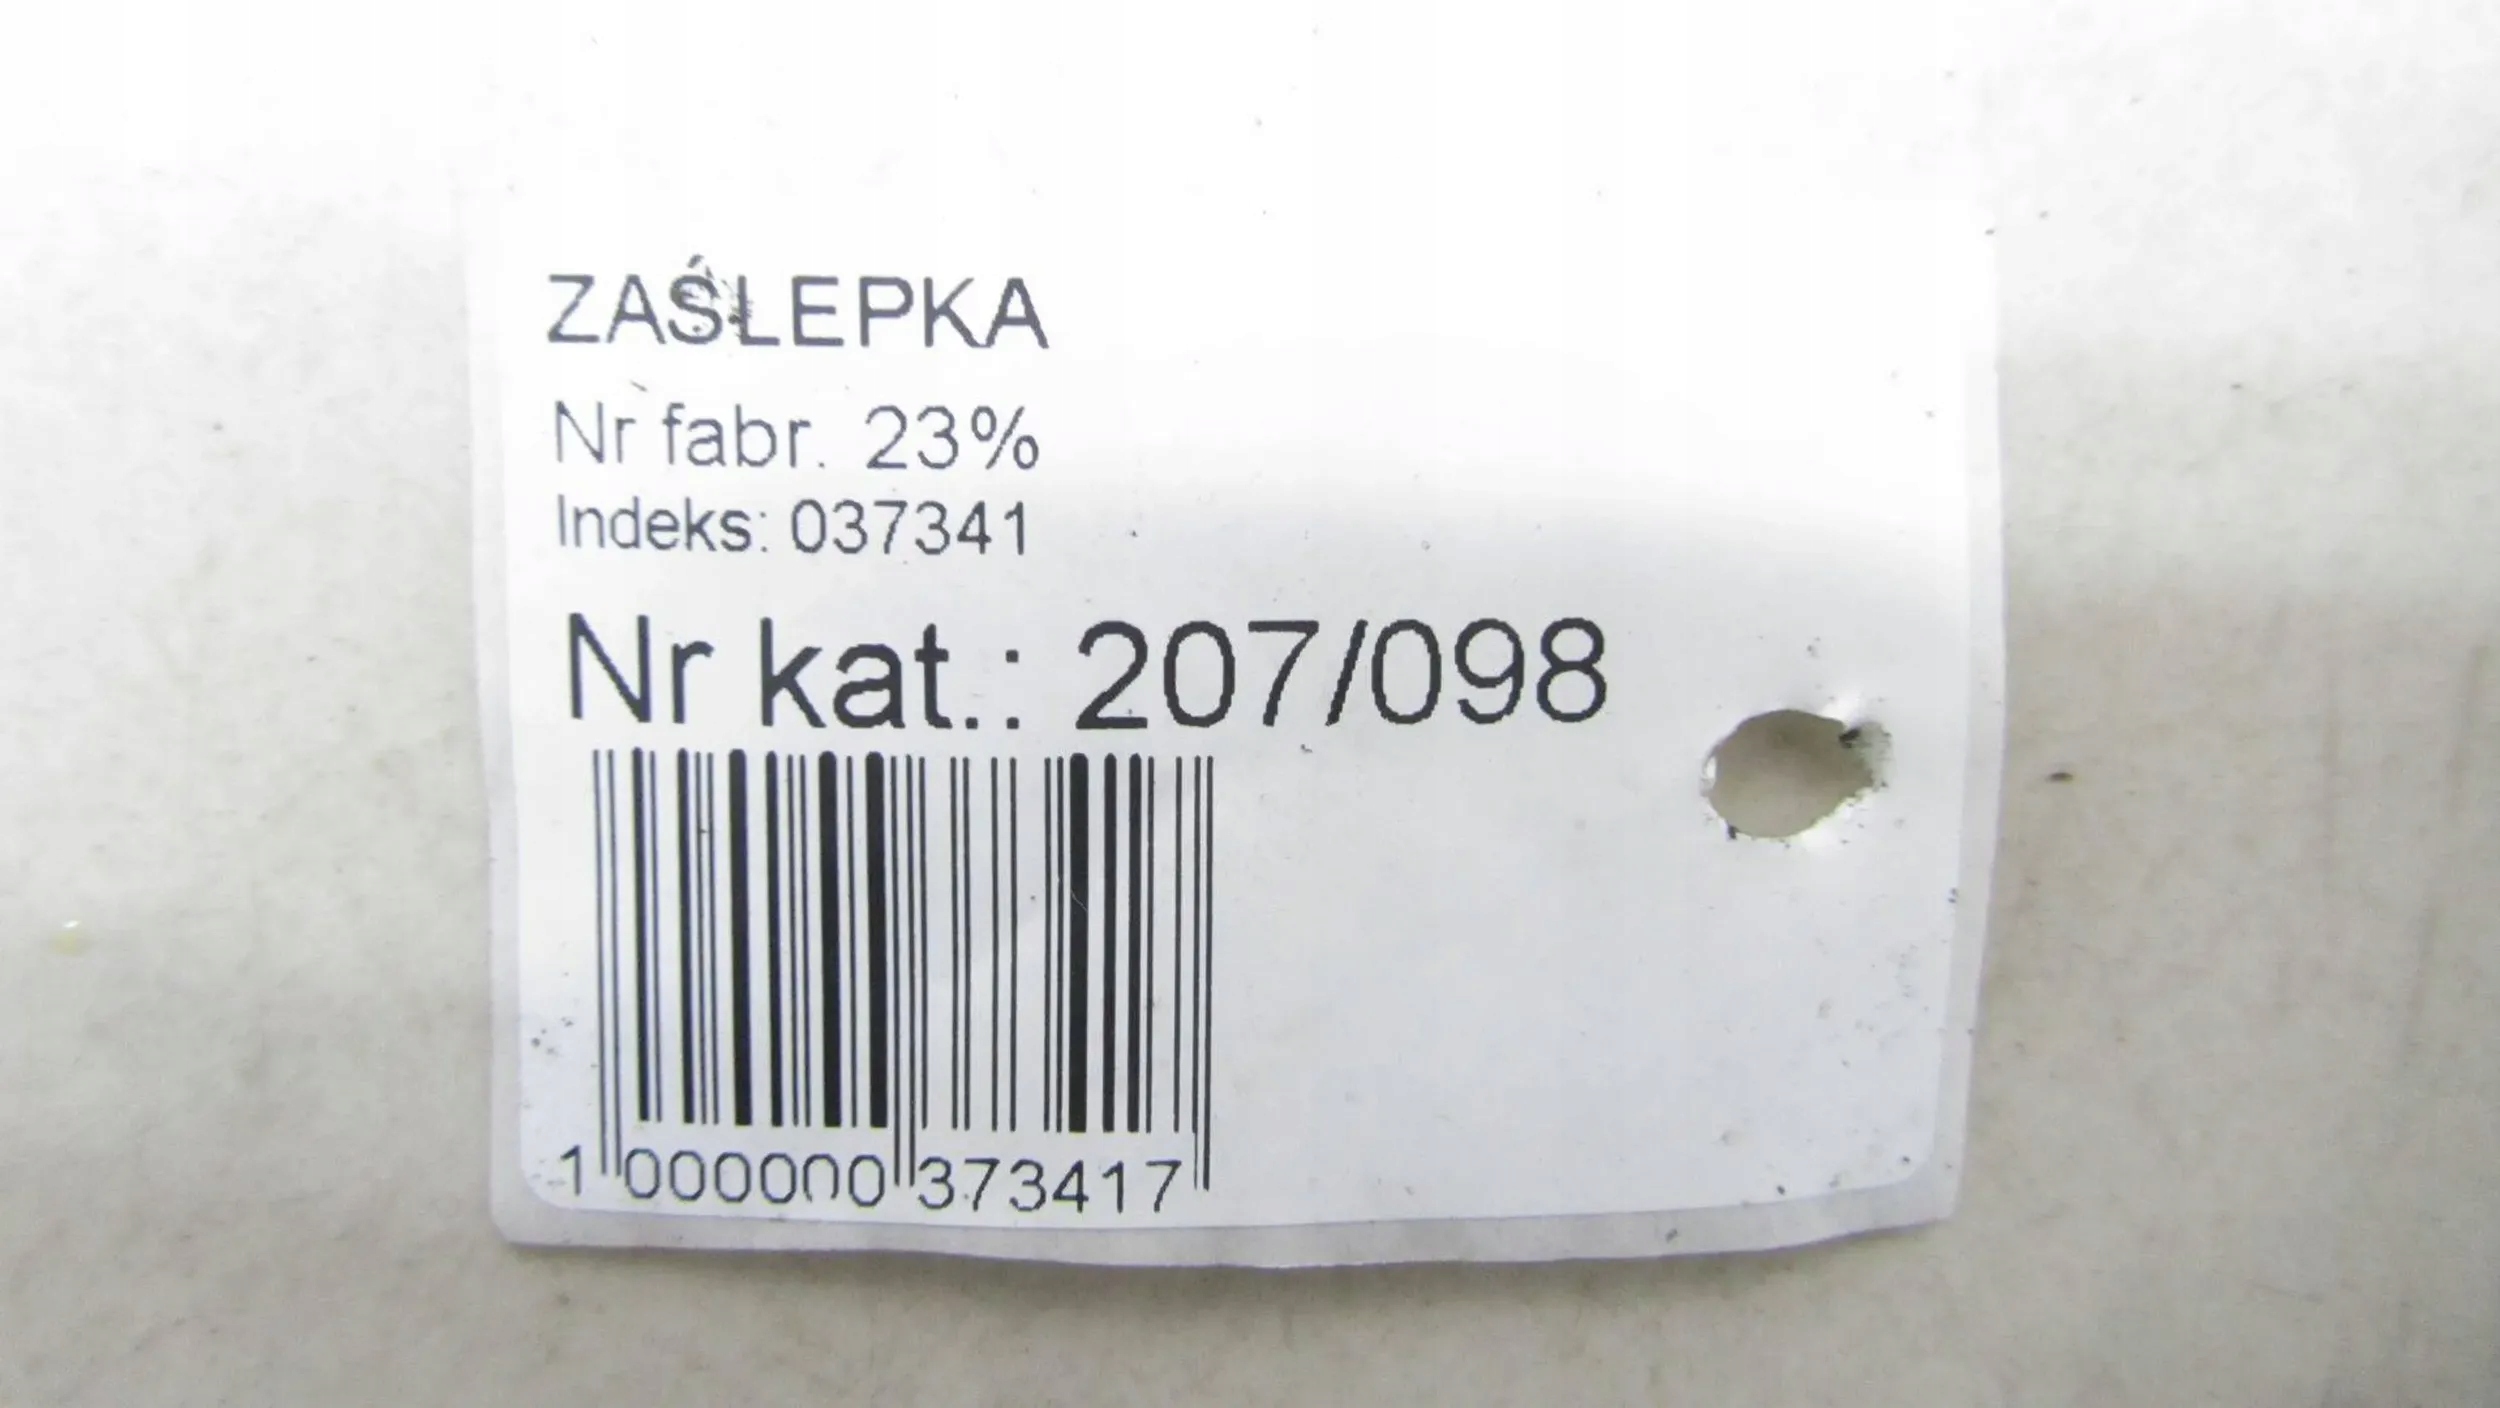 ZAŚLEPKA
Nr fabr. 23%
Indeks: 037341
Nr kat.: 207/098
1 000000 373417